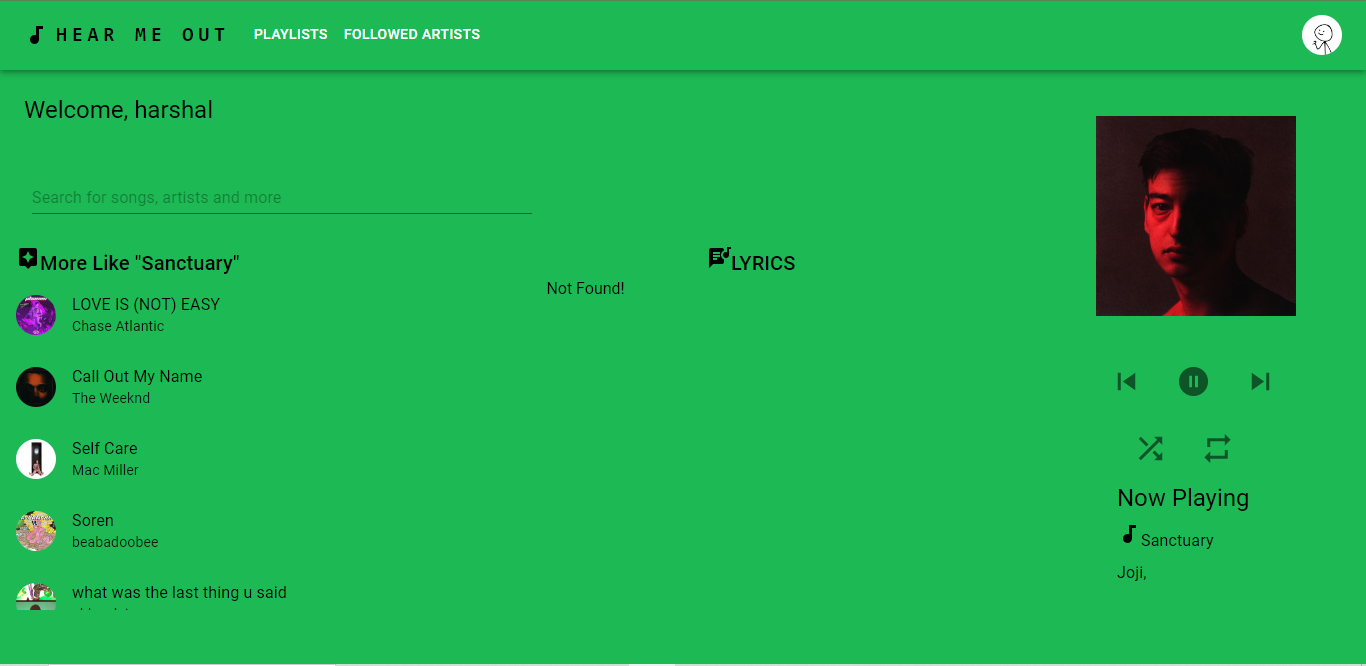 HEAR ME OUT PLAYLISTS FOLLOWED ARTISTS
Welcome, harshal
Search for songs, artists and more
More Like "Sanctuary"
LOVE IS (NOT) EASY
Chase Atlantic
Call Out My Name
The Weeknd
Self Care
Mac Miller
Soren
beabadoobee
what was the last thing u said
LYRICS
Not Found!
Now Playing
Sanctuary
Joji,